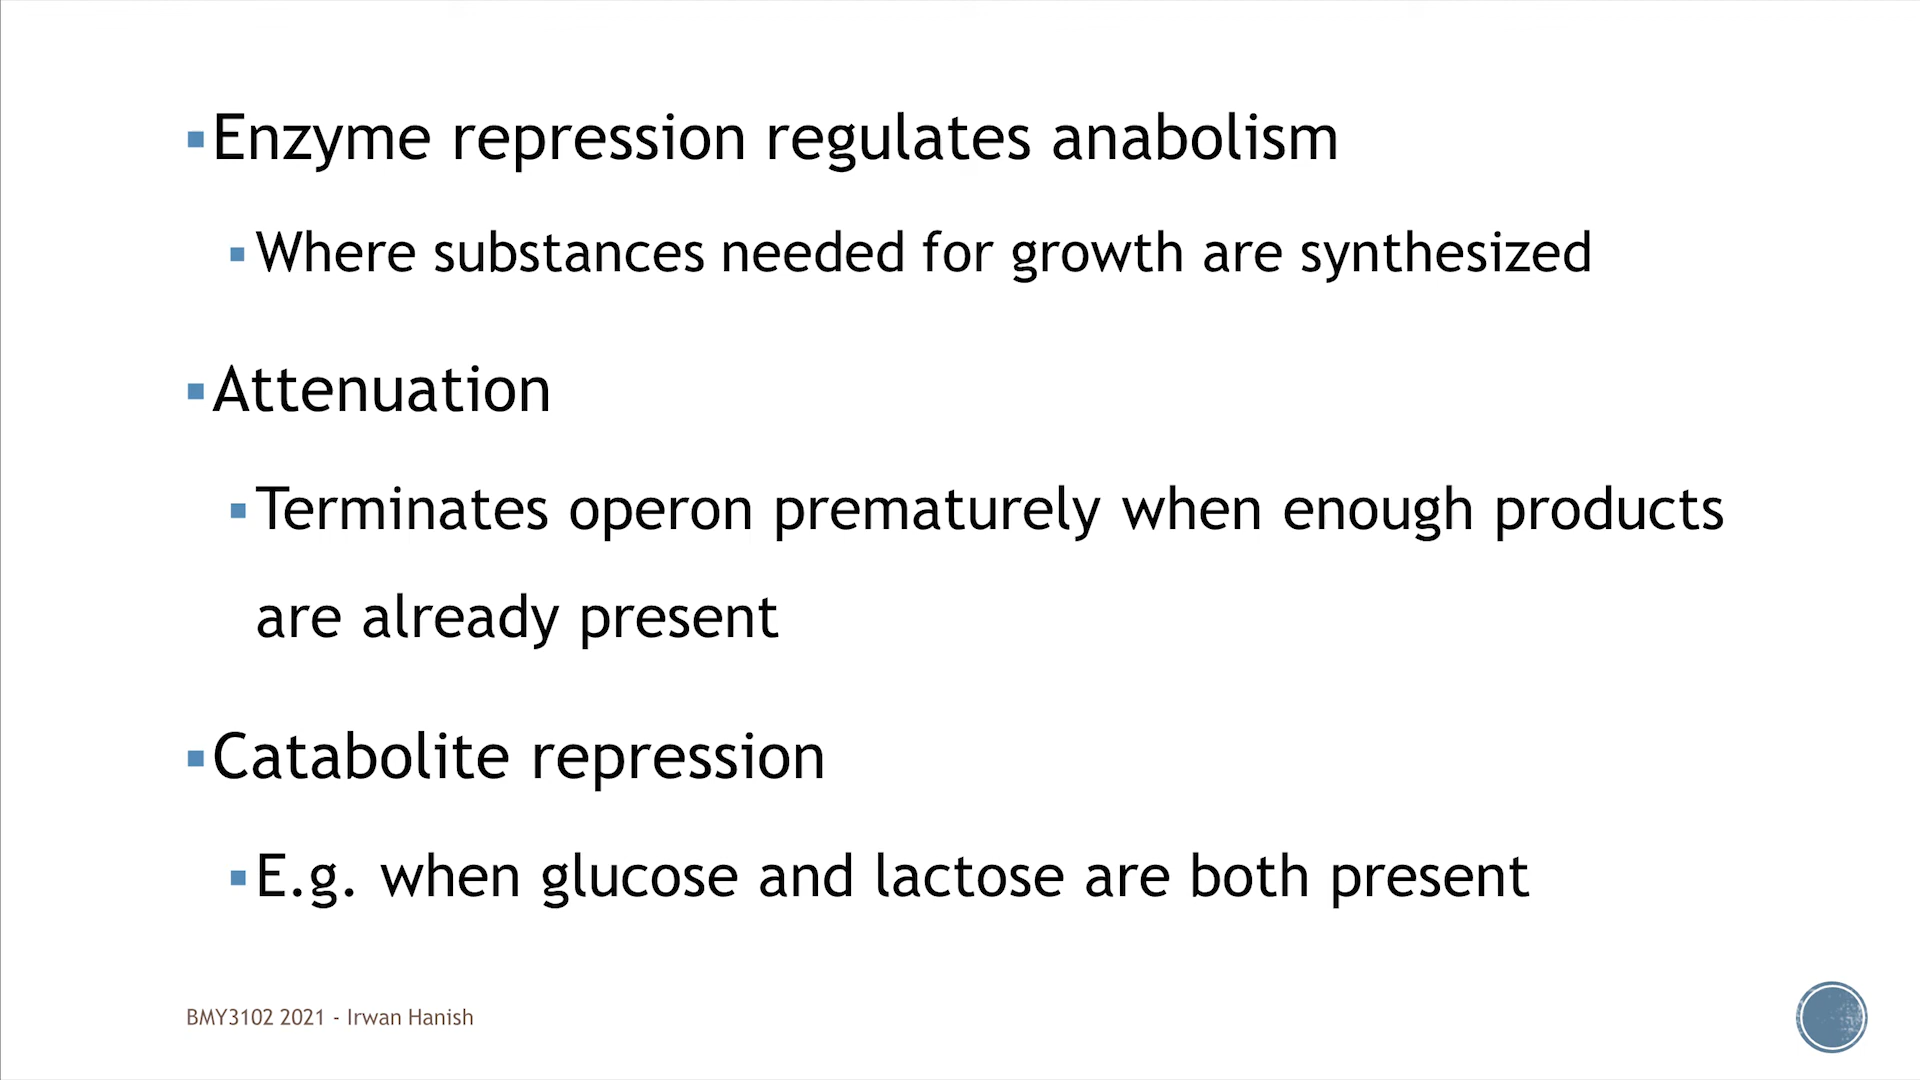 ▪Enzyme repression regulates anabolism
▪Where substances needed for growth are synthesized
▪Attenuation
▪Terminates operon prematurely when enough products
are already present
▪Catabolite repression
▪E.g. when glucose and lactose are both present
BMY3102 2021 - Irwan Hanish